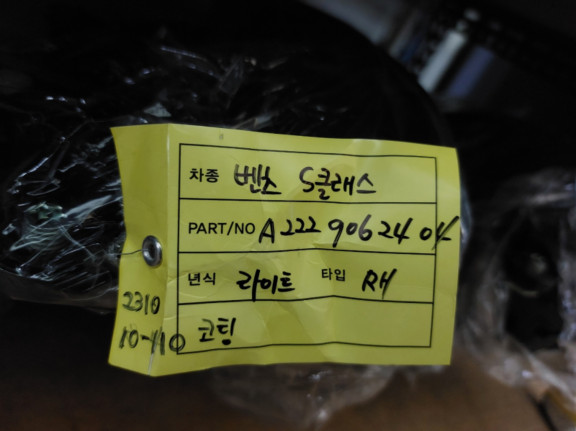 차종 벤츠 S클래스
PART/NO A 222 906 24 04
년식 라이트 타입 RH
코팅
2310
10-110